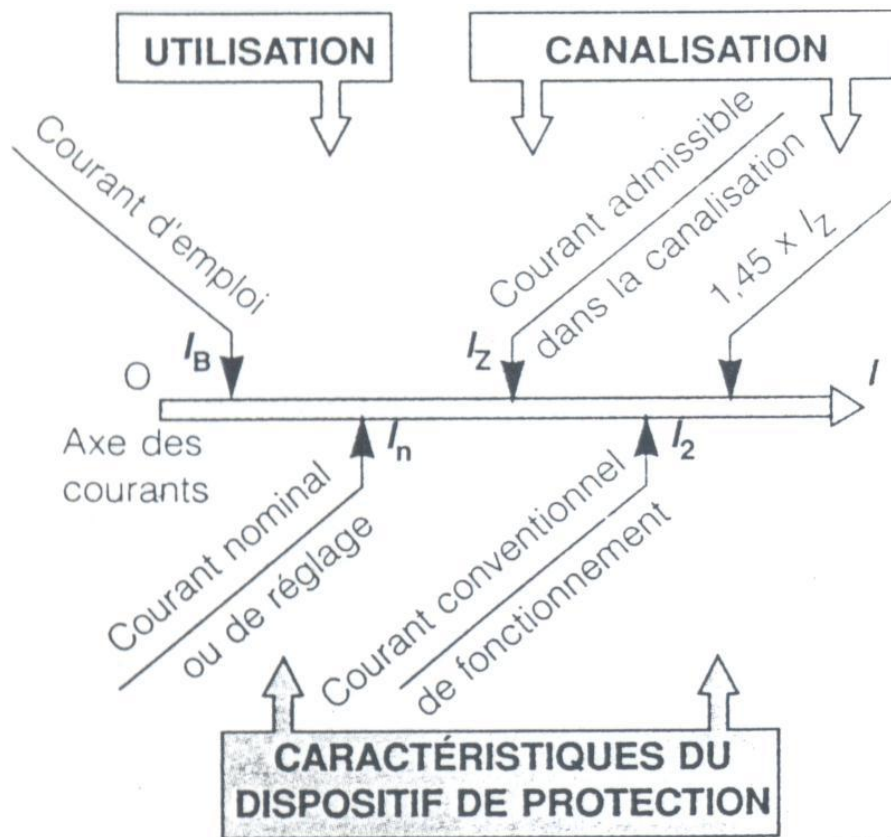 UTILISATION
CANALISATION
Courant d'emploi
Courant admissible
dans la canalisation
1,45 x IZ
IB
IZ
O
I
Axe des
courants
In
I2
Courant nominal
ou de réglage
Courant conventionnel
de fonctionnement
CARACTÉRISTIQUES DU
DISPOSITIF DE PROTECTION